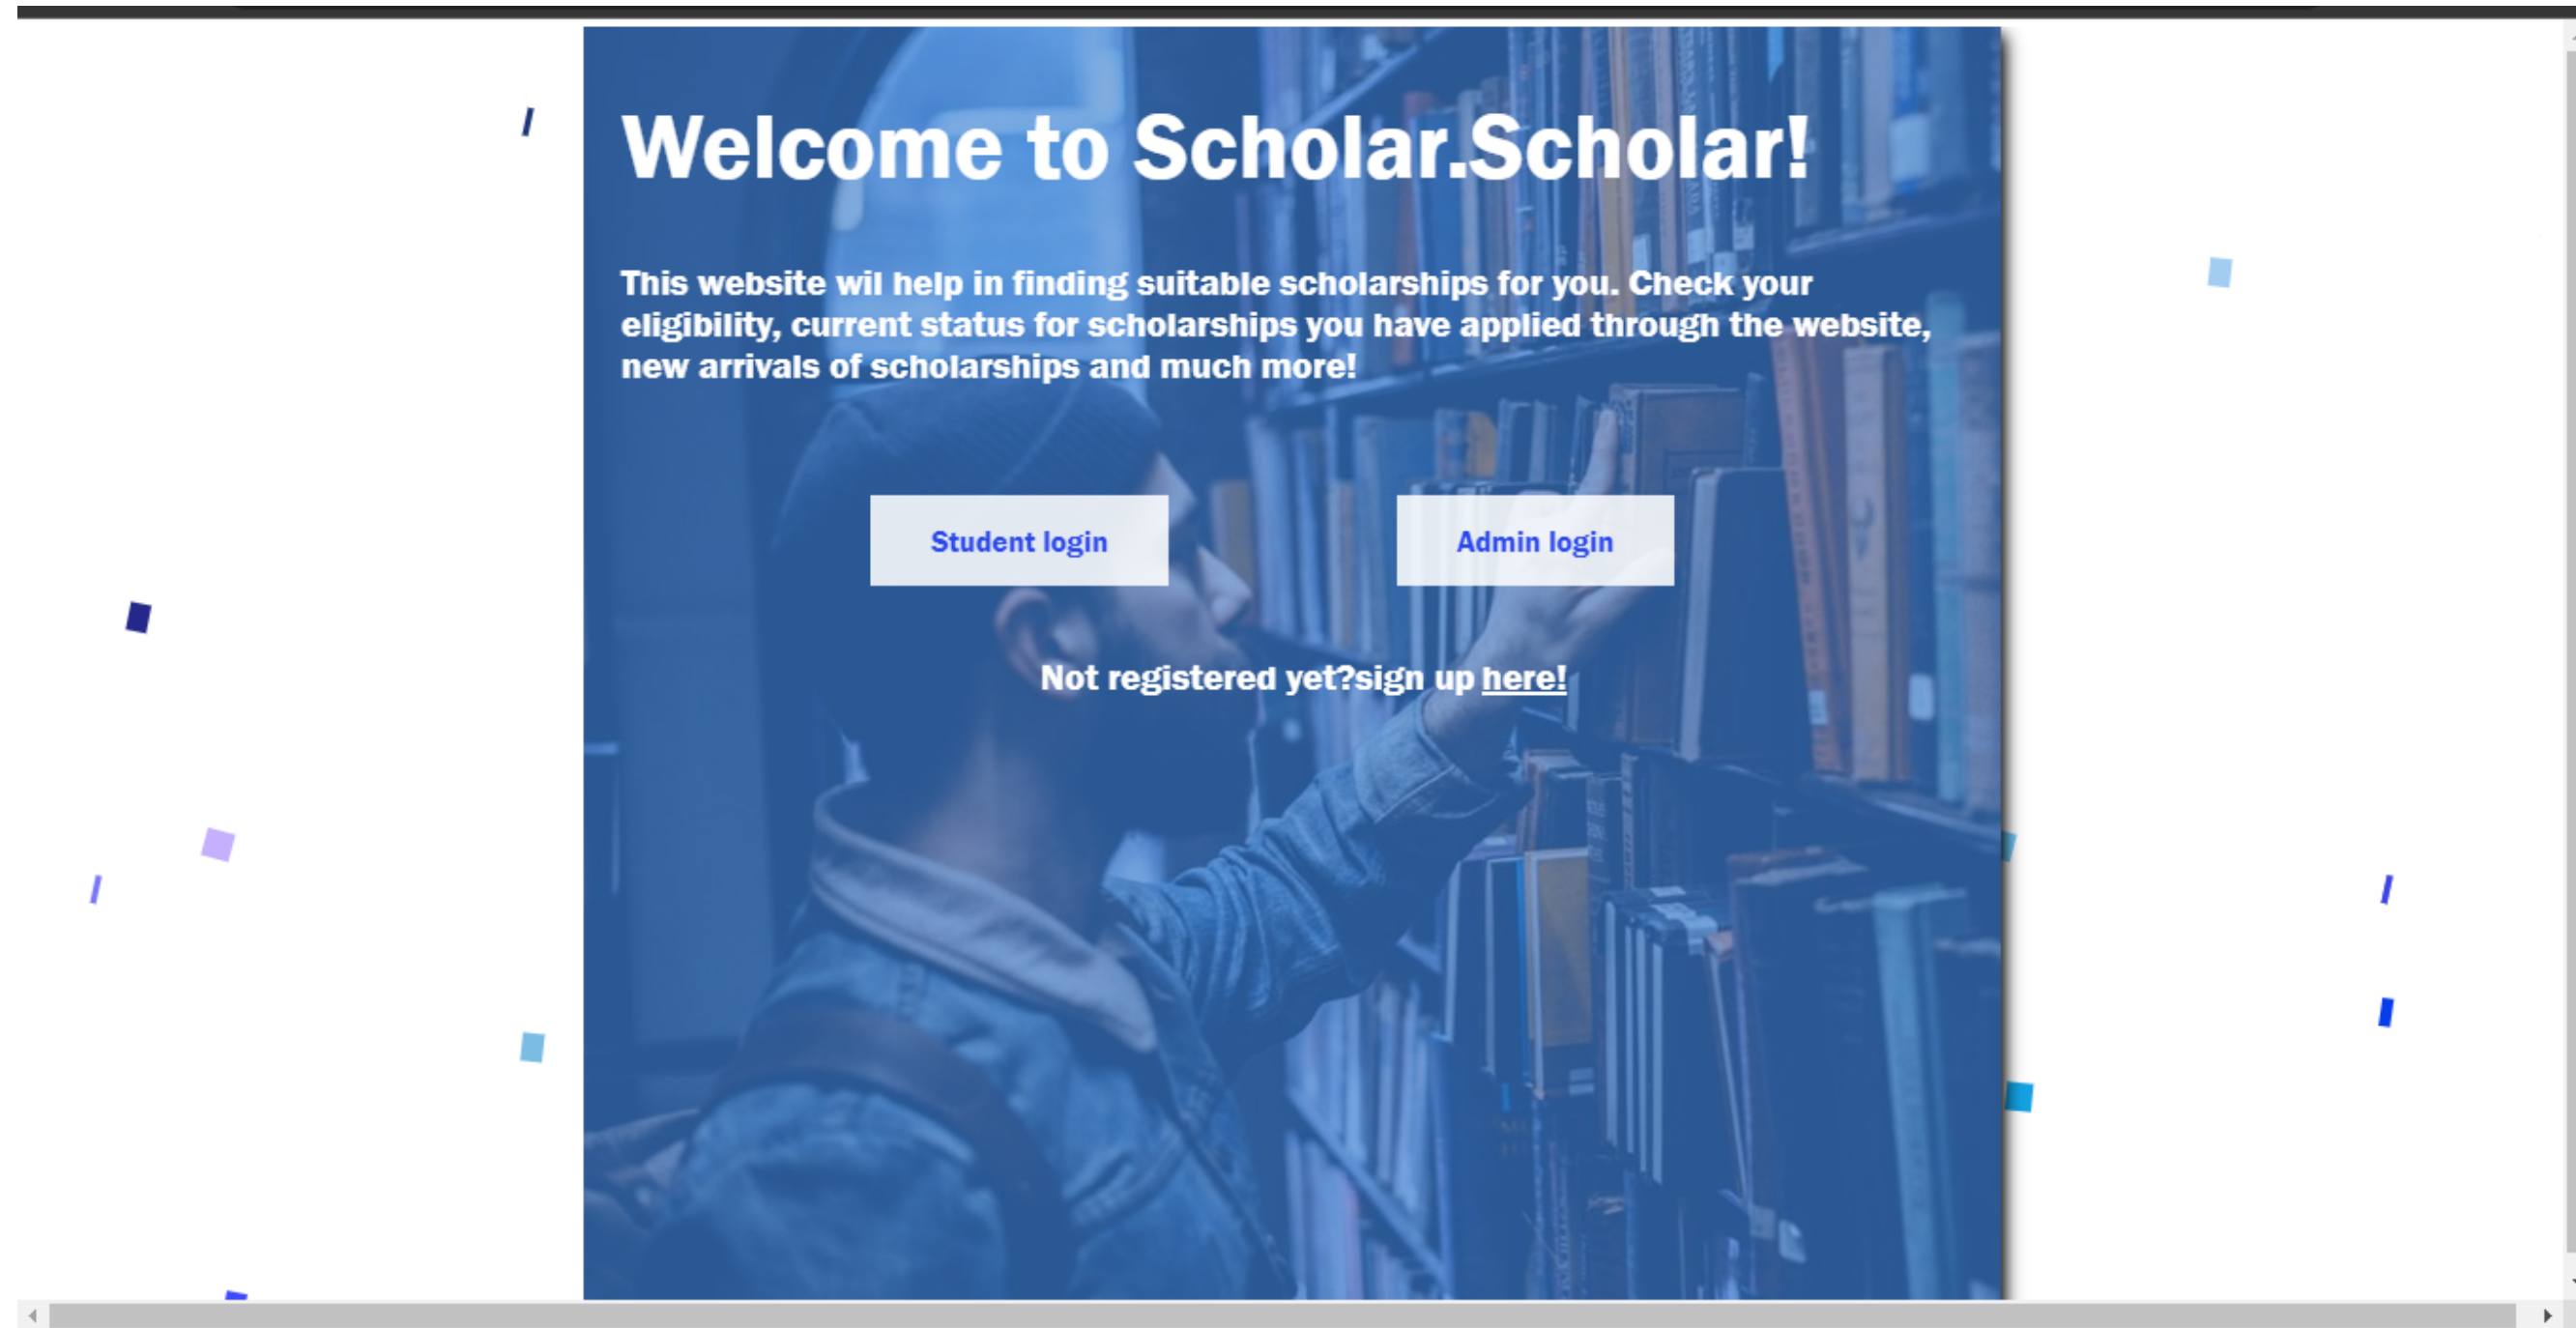 Welcome to Scholar.Scholar!
This website wil help in finding suitable scholarships for you. Check your
eligibility, current status for scholarships you have applied through the website,
new arrivals of scholarships and much more!
Student login
Admin login
Not registered yet?sign up here!